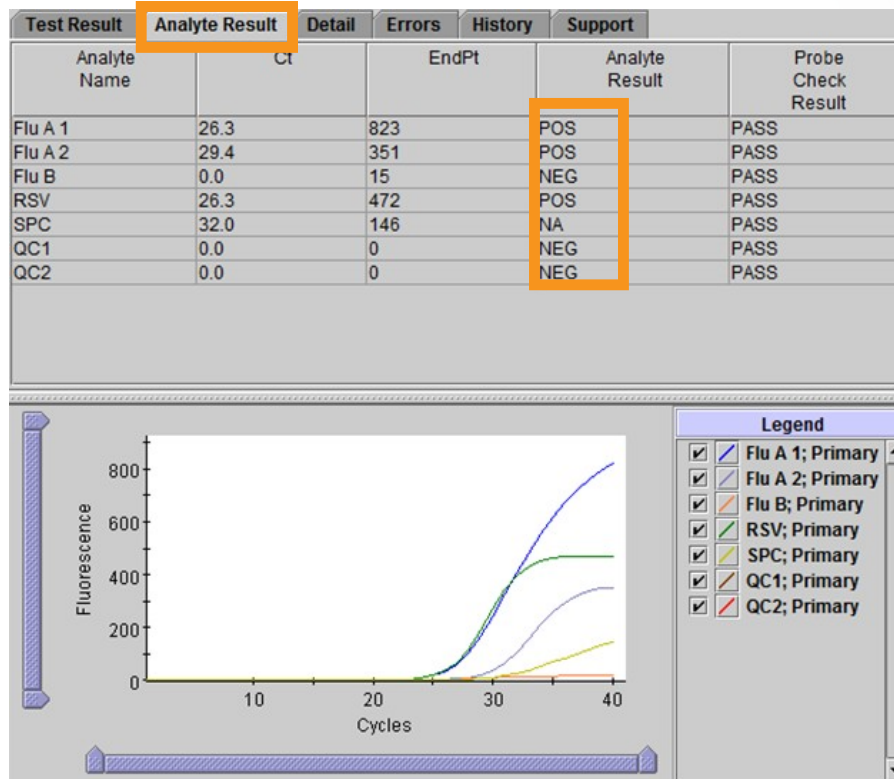 Test Result Analyte Result Detail Errors History Support
Analyte Name Ct EndPt Analyte Result Probe Check Result
Flu A 1 26.3 823 POS PASS
Flu A 2 29.4 351 POS PASS
Flu B 0.0 15 NEG PASS
RSV 26.3 472 POS PASS
SPC 32.0 146 NA PASS
QC1 0.0 0 NEG PASS
QC2 0.0 0 NEG PASS
Legend
Flu A 1; Primary
Flu A 2; Primary
Flu B; Primary
RSV; Primary
SPC; Primary
QC1; Primary
QC2; Primary
Fluorescence
800
600
400
200
0
10 20 30 40
Cycles